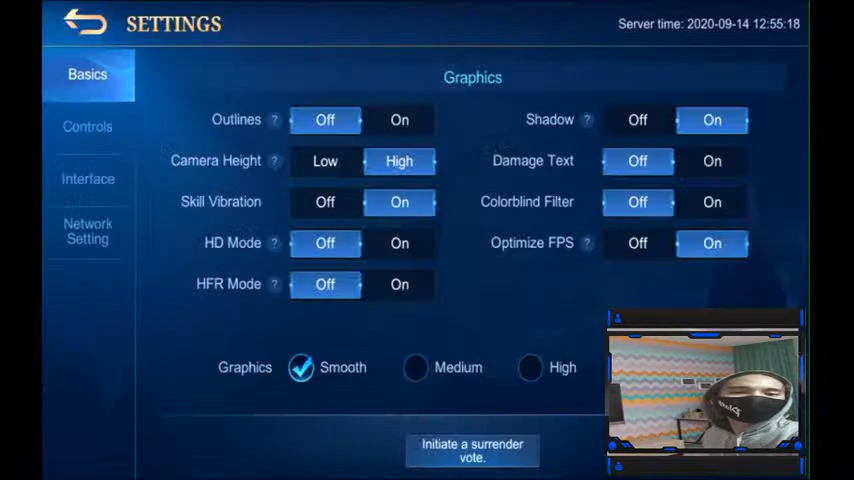 SETTINGS
Server time: 2020-09-14 12:55:18
Basics
Controls
Interface
Network
Setting
Graphics
Outlines ? Off On
Shadow ? Off On
Camera Height ? Low High
Damage Text Off On
Skill Vibration Off On
Colorblind Filter Off On
HD Mode ? Off On
Optimize FPS ? Off On
HFR Mode ? Off On
Graphics Smooth Medium High
Initiate a surrender
vote.